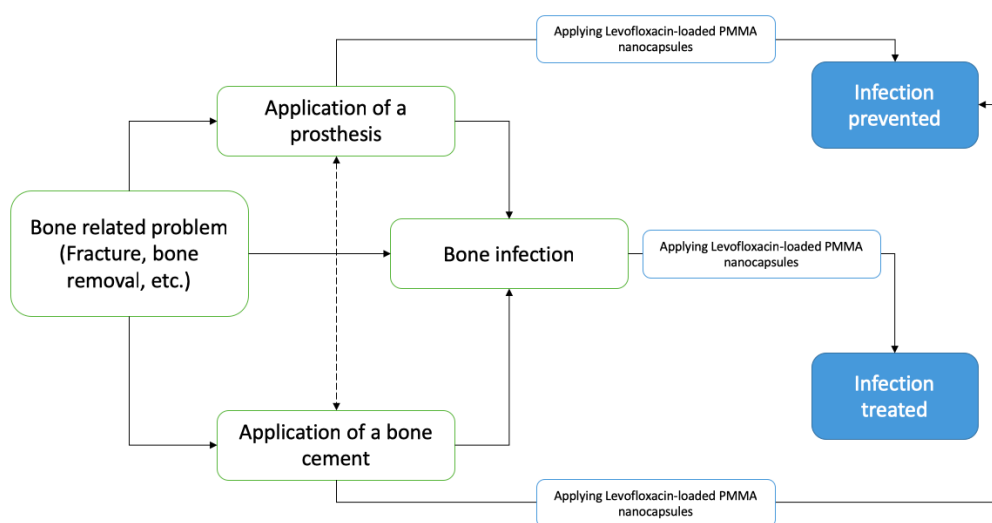 Applying Levofloxacin-loaded PMMA
nanocapsules
Infection
prevented
Application of a
prosthesis
Bone related problem
(Fracture, bone
removal, etc.)
Bone infection
Applying Levofloxacin-loaded PMMA
nanocapsules
Infection
treated
Application of a bone
cement
Applying Levofloxacin-loaded PMMA
nanocapsules